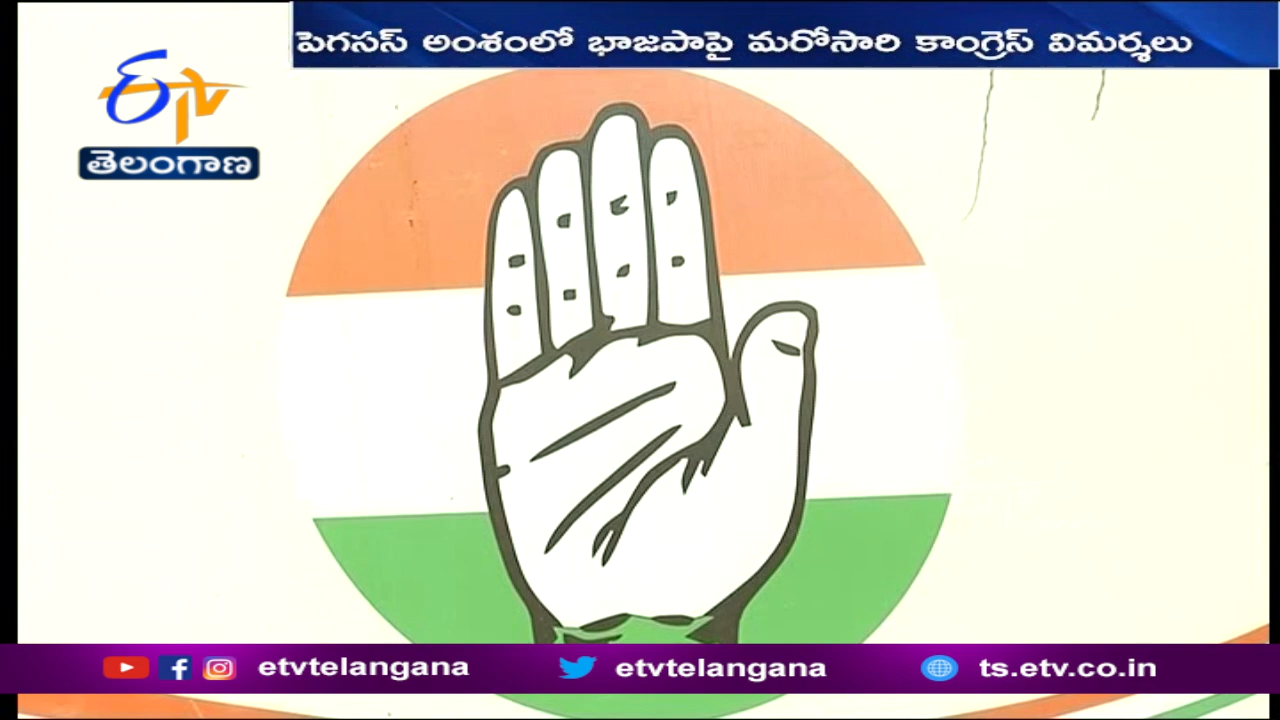 పెగసస్ అంశంలో భాజపాపై మరోసారి కాంగ్రెస్ విమర్శలు
ETV
తెలంగాణ
etvtelangana
etvtelangana
ts.etv.co.in